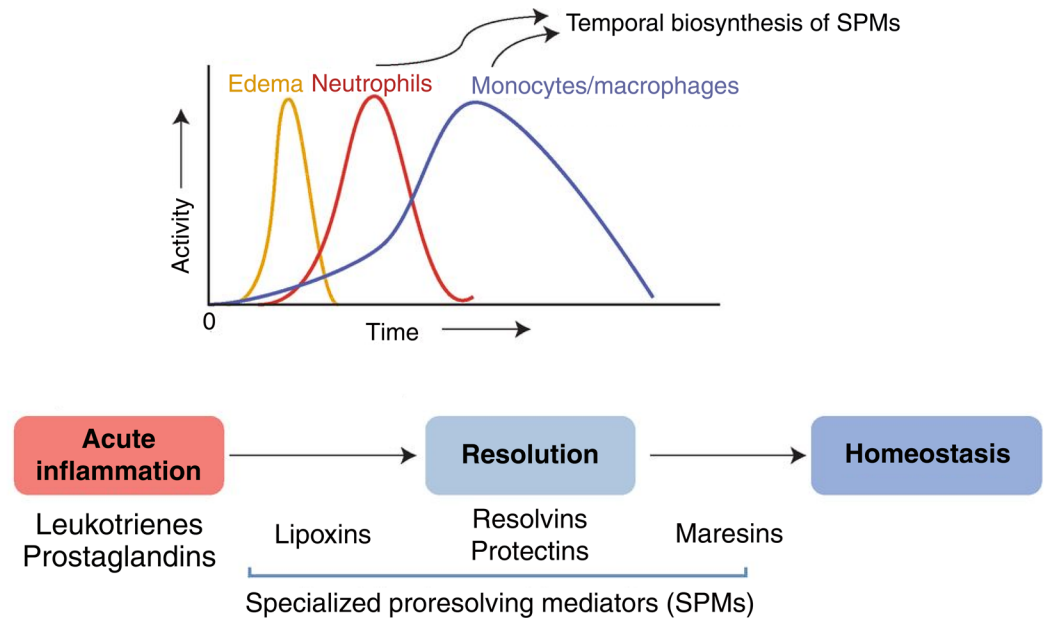 Temporal biosynthesis of SPMs
Edema Neutrophils Monocytes/macrophages
Activity
0
Time
Acute
inflammation
Resolution
Homeostasis
Leukotrienes
Prostaglandins
Lipoxins
Resolvins
Protectins
Maresins
Specialized proresolving mediators (SPMs)